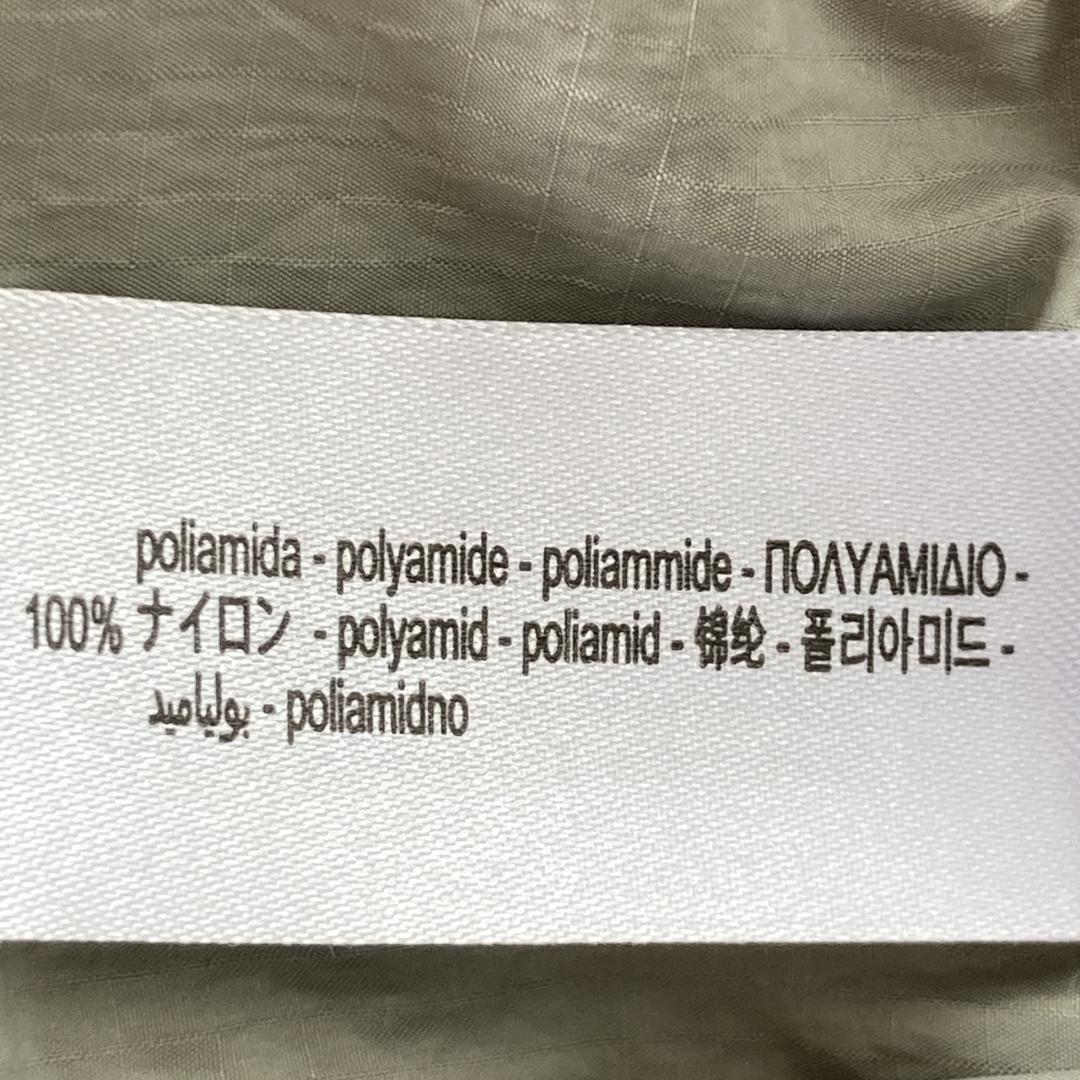 poliamida - polyamide - poliammide - ΠΟΛΥΑΜΙΔΙΟ -
100% ナイロン - polyamid - poliamid - 锦纶 - 폴리아미드 -
بولياميد - poliamidno